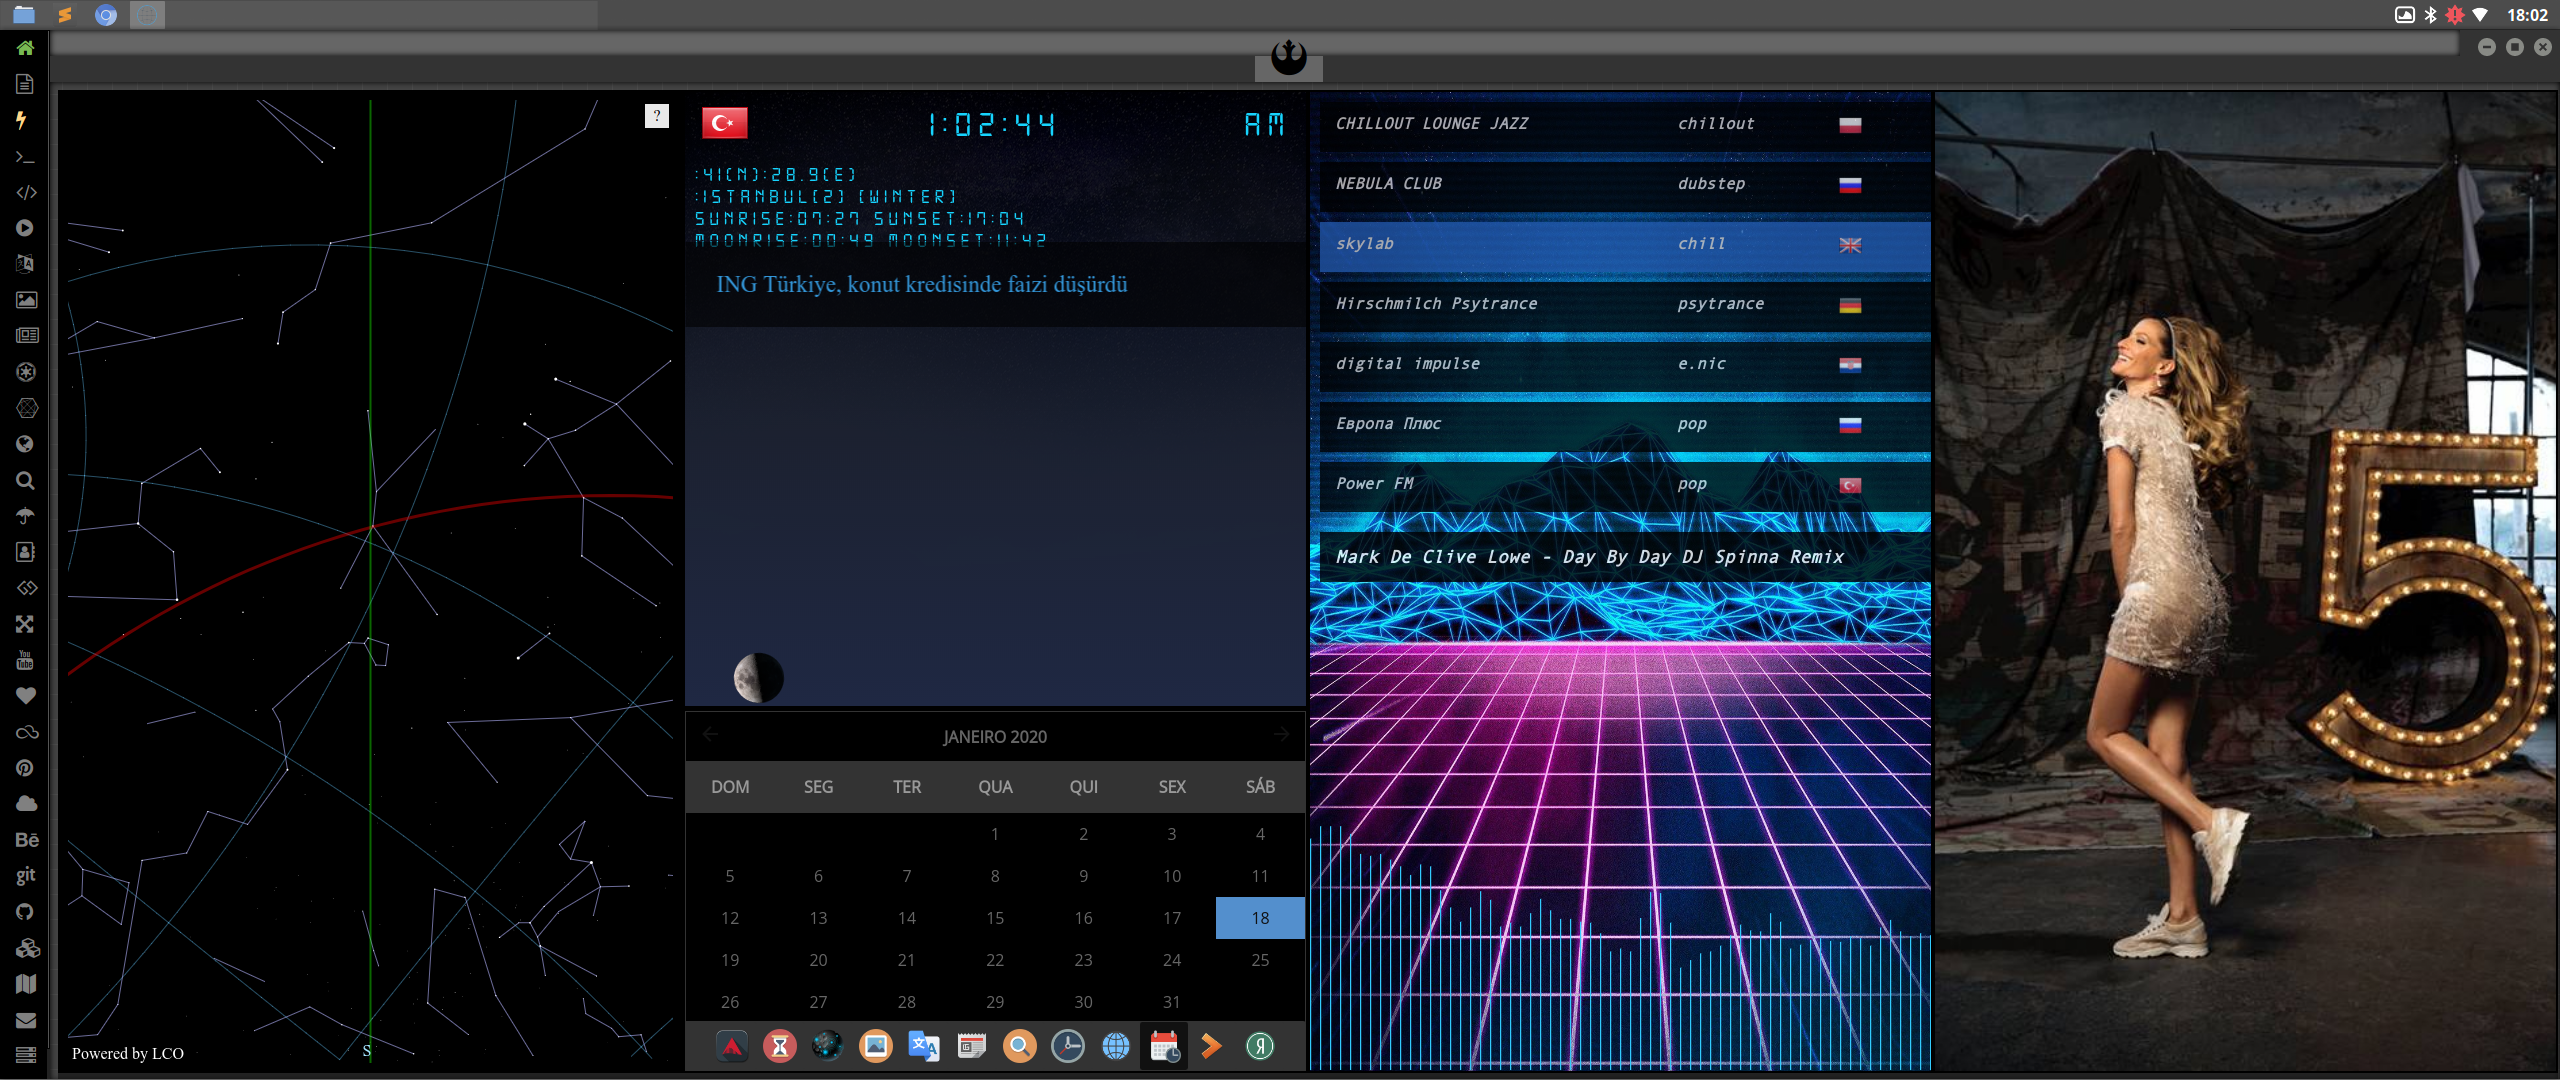 18:02
?
Powered by LCO
S
You
Tube
Bē
git
1:02:44 AM
:41(N):28.9(E)
:ISTANBUL(2) (WINTER)
SUNRISE:07:27 SUNSET:17:04
MOONRISE:00:49 MOONSET:11:42
ING Türkiye, konut kredisinde faizi düşürdü
JANEIRO 2020
DOM SEG TER QUA QUI SEX SÁB
1 2 3 4
5 6 7 8 9 10 11
12 13 14 15 16 17 18
19 20 21 22 23 24 25
26 27 28 29 30 31
CHILLOUT LOUNGE JAZZ chillout
NEBULA CLUB dubstep
skylab chill
Hirschmilch Psytrance psytrance
digital impulse e.nic
Европа Плюс pop
Power FM pop
Mark De Clive Lowe - Day By Day DJ Spinna Remix
5